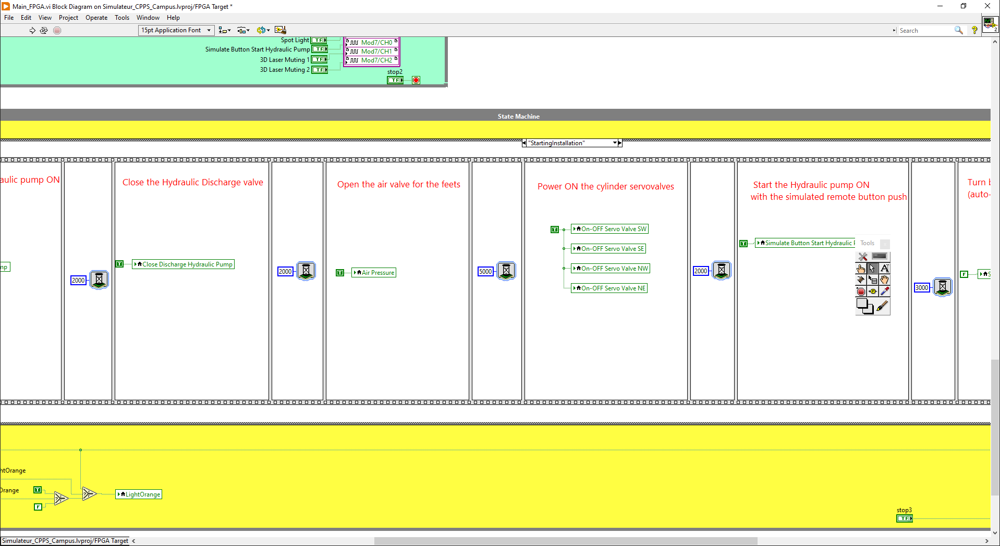 Main_FPGA.vi Block Diagram on Simulateur_CPPS_Campus.lvproj/FPGA Target *
File Edit View Project Operate Tools Window Help
15pt Application Font
Search
?
2
Spot Light TF
Mod7/CH0
Simulate Button Start Hydraulic Pump TF
Mod7/CH1
3D Laser Muting 1 TF
Mod7/CH2
3D Laser Muting 2 TF
stop2
TF
State Machine
"StartingInstallation"
aulic pump ON
Close the Hydraulic Discharge valve
Open the air valve for the feets
Power ON the cylinder servovalves
Start the Hydraulic pump ON
with the simulated remote button push
Turn
(auto-
T On-OFF Servo Valve SW
On-OFF Servo Valve SE
On-OFF Servo Valve NW
On-OFF Servo Valve NE
T Simulate Button Start Hydraulic
Tools
mp
2000
T Close Discharge Hydraulic Pump
2000
T Air Pressure
5000
2000
3000
F S
htOrange
Orange
T
F
LightOrange
stop3
TF
Simulateur_CPPS_Campus.lvproj/FPGA Target